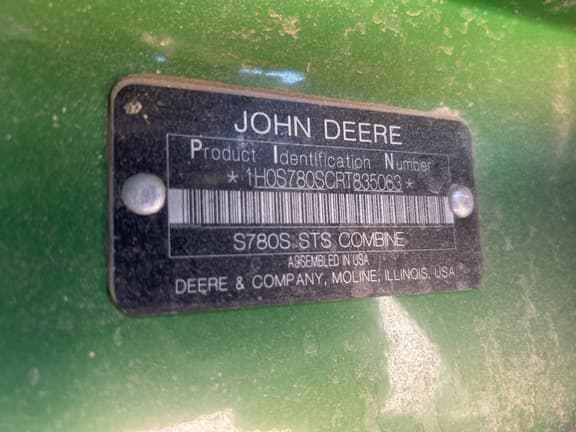 JOHN DEERE
Product Identification Number
*1H0S780SCRT835063*
S780S STS COMBINE
ASSEMBLED IN USA
DEERE & COMPANY, MOLINE, ILLINOIS, USA